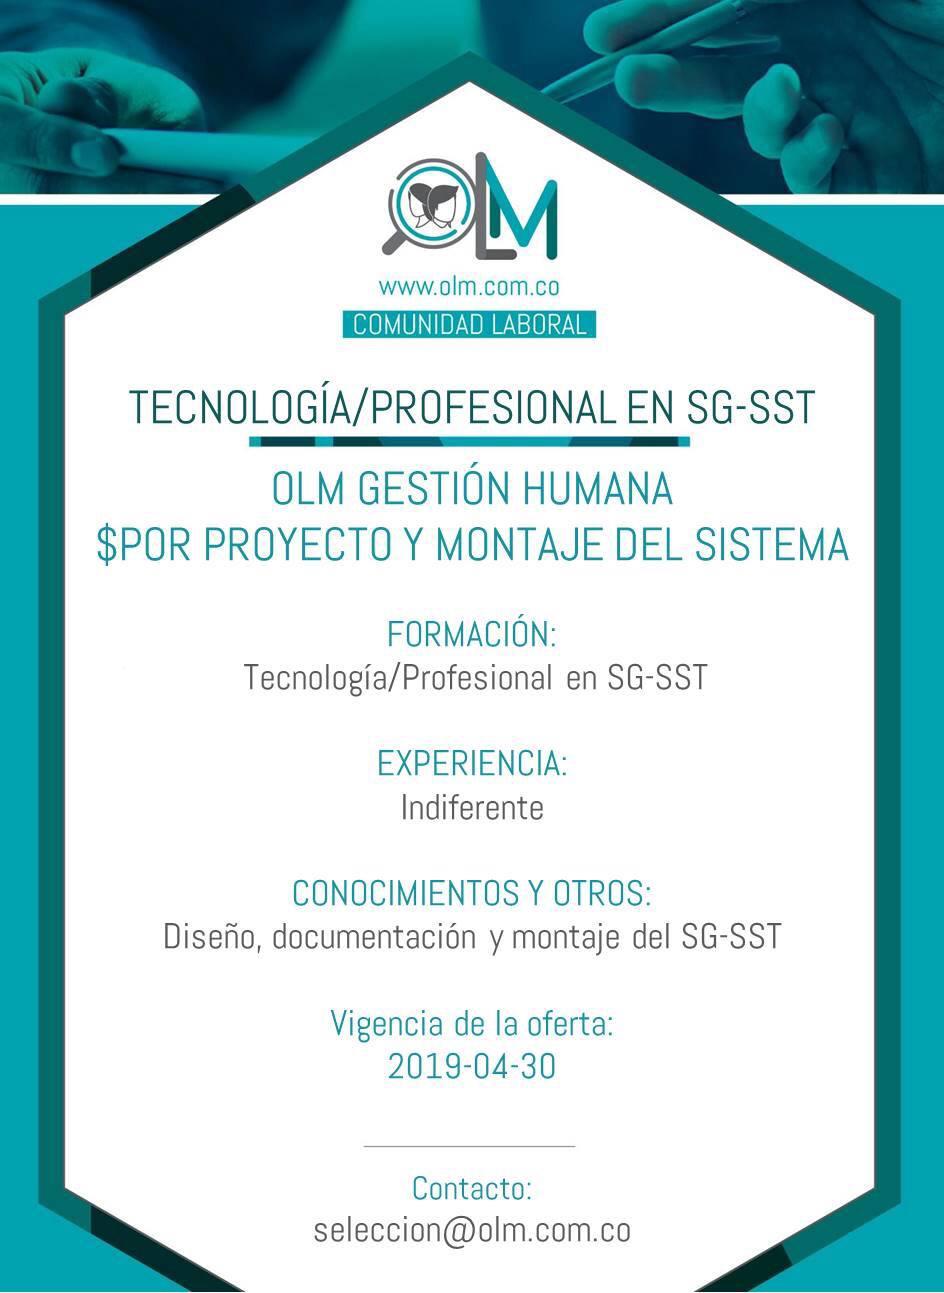 OLM
www.olm.com.co
COMUNIDAD LABORAL
TECNOLOGÍA/PROFESIONAL EN SG-SST
OLM GESTIÓN HUMANA
$POR PROYECTO Y MONTAJE DEL SISTEMA
FORMACIÓN:
Tecnología/Profesional en SG-SST
EXPERIENCIA:
Indiferente
CONOCIMIENTOS Y OTROS:
Diseño, documentación y montaje del SG-SST
Vigencia de la oferta:
2019-04-30
Contacto:
seleccion@olm.com.co